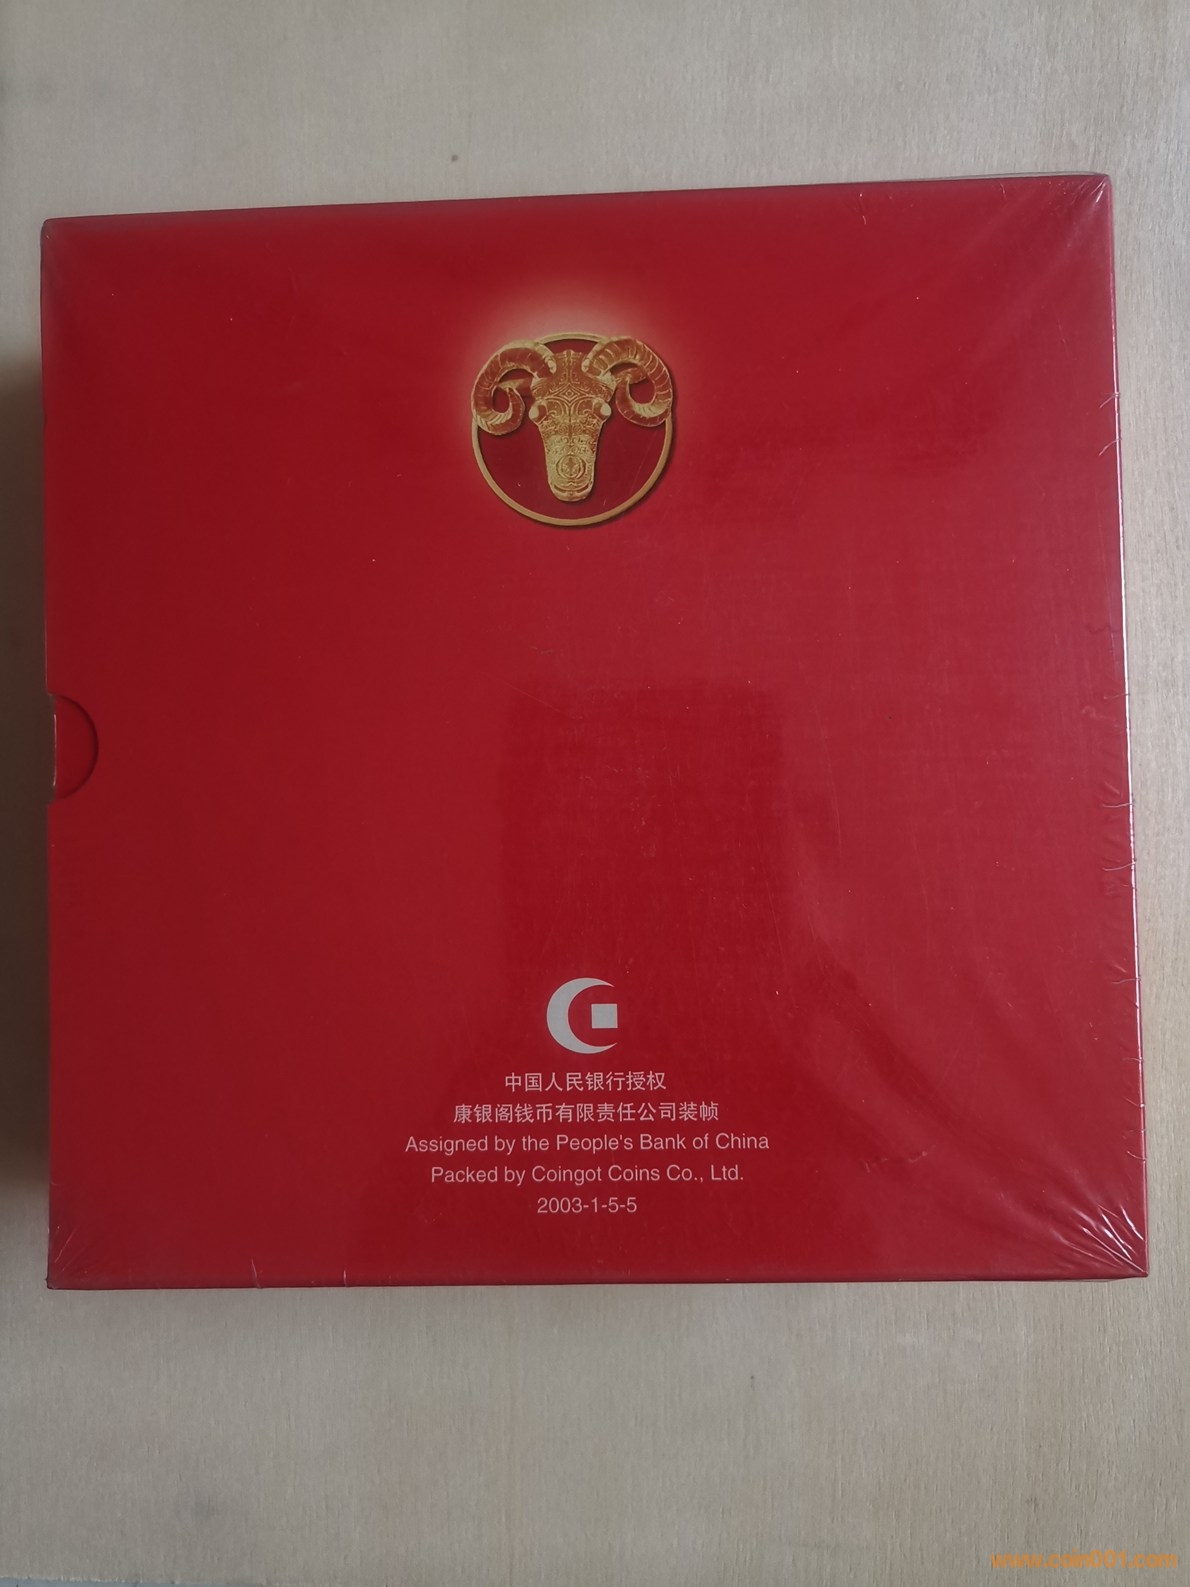 中国人民银行授权
康银阁钱币有限责任公司装帧
Assigned by the People's Bank of China
Packed by Coingot Coins Co., Ltd.
2003-1-5-5
www.coin001.com